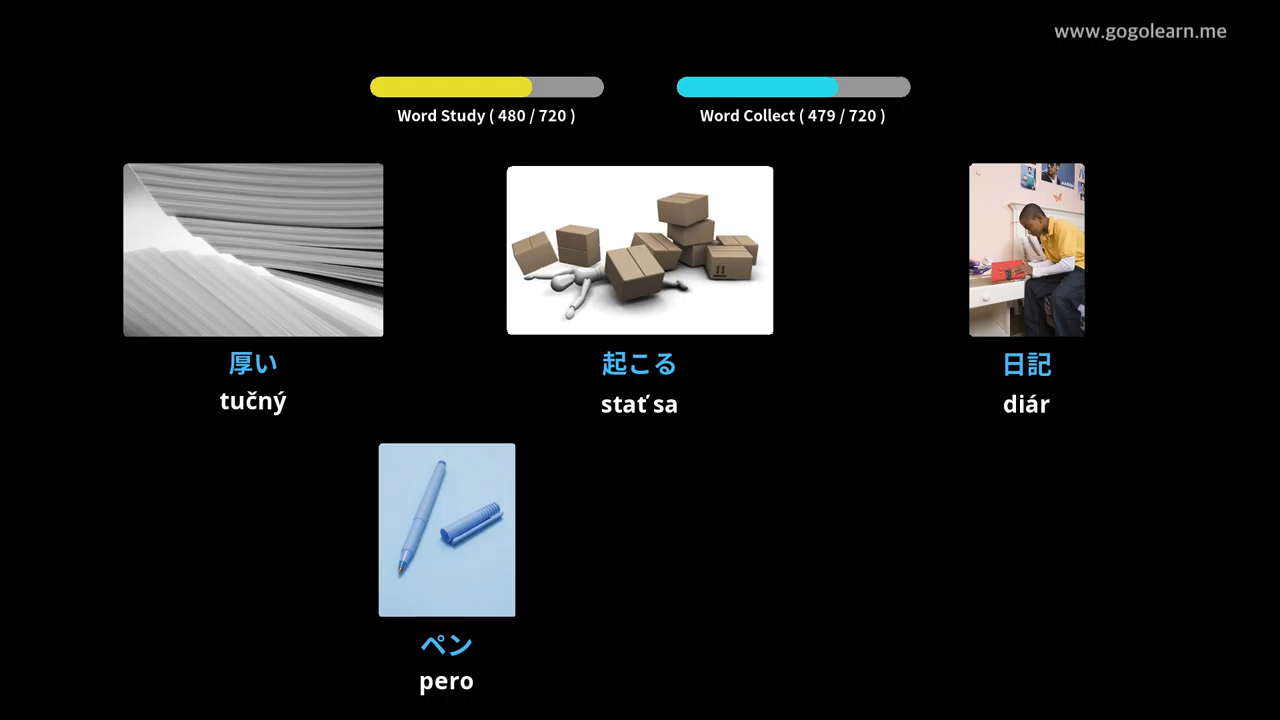 www.gogolearn.me
Word Study ( 480 / 720 )
Word Collect ( 479 / 720 )
厚い
起こる
日記
tučný
stať sa
diár
ペン
pero